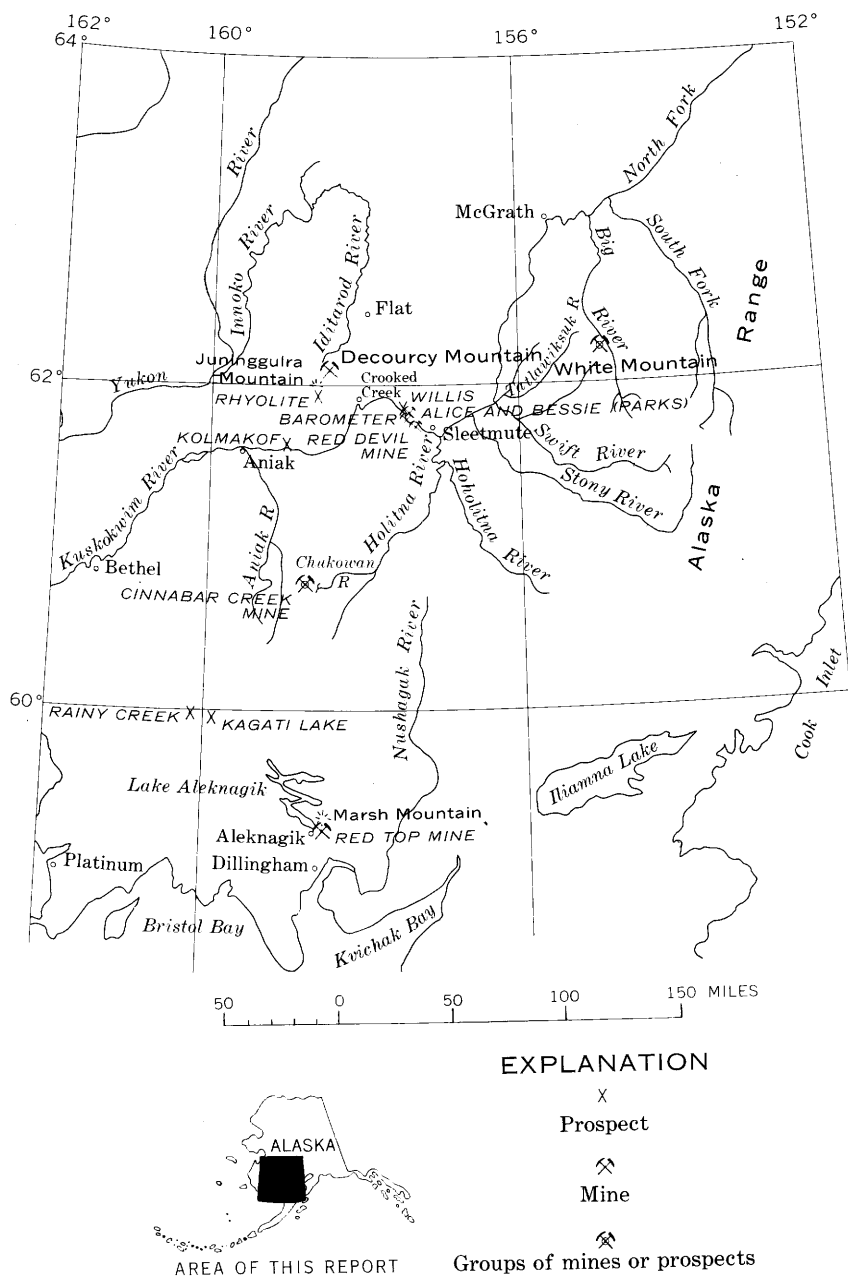 162°
64°
160°
156°
152°
River
North Fork
McGrath
Innoko River
Iditarod River
Big River
South Fork
Flat
Alaska Range
Juninggulra
Mountain
Decourcy Mountain
Tatlawiksuk R
White Mountain
62°
Yukon
RHYOLITE
Crooked
Creek
WILLIS
BAROMETER
ALICE AND BESSIE (PARKS)
KOLMAKOF
RED DEVIL
MINE
Sleetmute
Aniak
Swift River
Stony River
Kuskokwim River
Holitna River
Hoholitna River
Bethel
Aniak R
Chukowan
R
CINNABAR CREEK
MINE
Nushagak River
60°
RAINY CREEK
KAGATI LAKE
Cook Inlet
Lake Aleknagik
Iliamna Lake
Marsh Mountain
Aleknagik
RED TOP MINE
Platinum
Dillingham
Bristol Bay
Kvichak Bay
50 0 50 100 150 MILES
EXPLANATION
Prospect
Mine
Groups of mines or prospects
ALASKA
AREA OF THIS REPORT